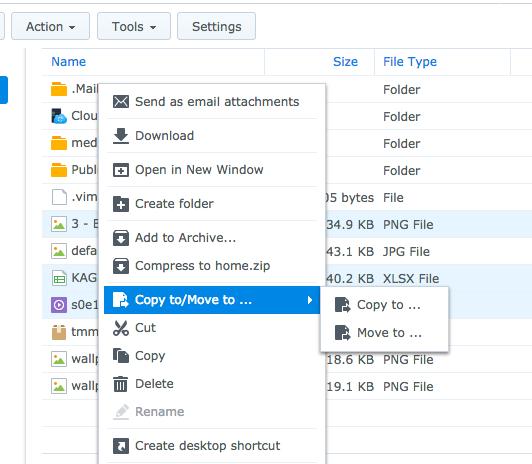 Action Tools Settings
Name Size File Type
.Mail Folder
Clou Folder
med Folder
Publ Folder
.vim 05 bytes File
3 - E 34.9 KB PNG File
defa 43.1 KB JPG File
KAG 40.2 KB XLSX File
s0e1
tmm
wallp 18.6 KB PNG File
wallp 19.1 KB PNG File
Send as email attachments
Download
Open in New Window
Create folder
Add to Archive...
Compress to home.zip
Copy to/Move to ...
Cut
Copy
Delete
Rename
Create desktop shortcut
Copy to ...
Move to ...